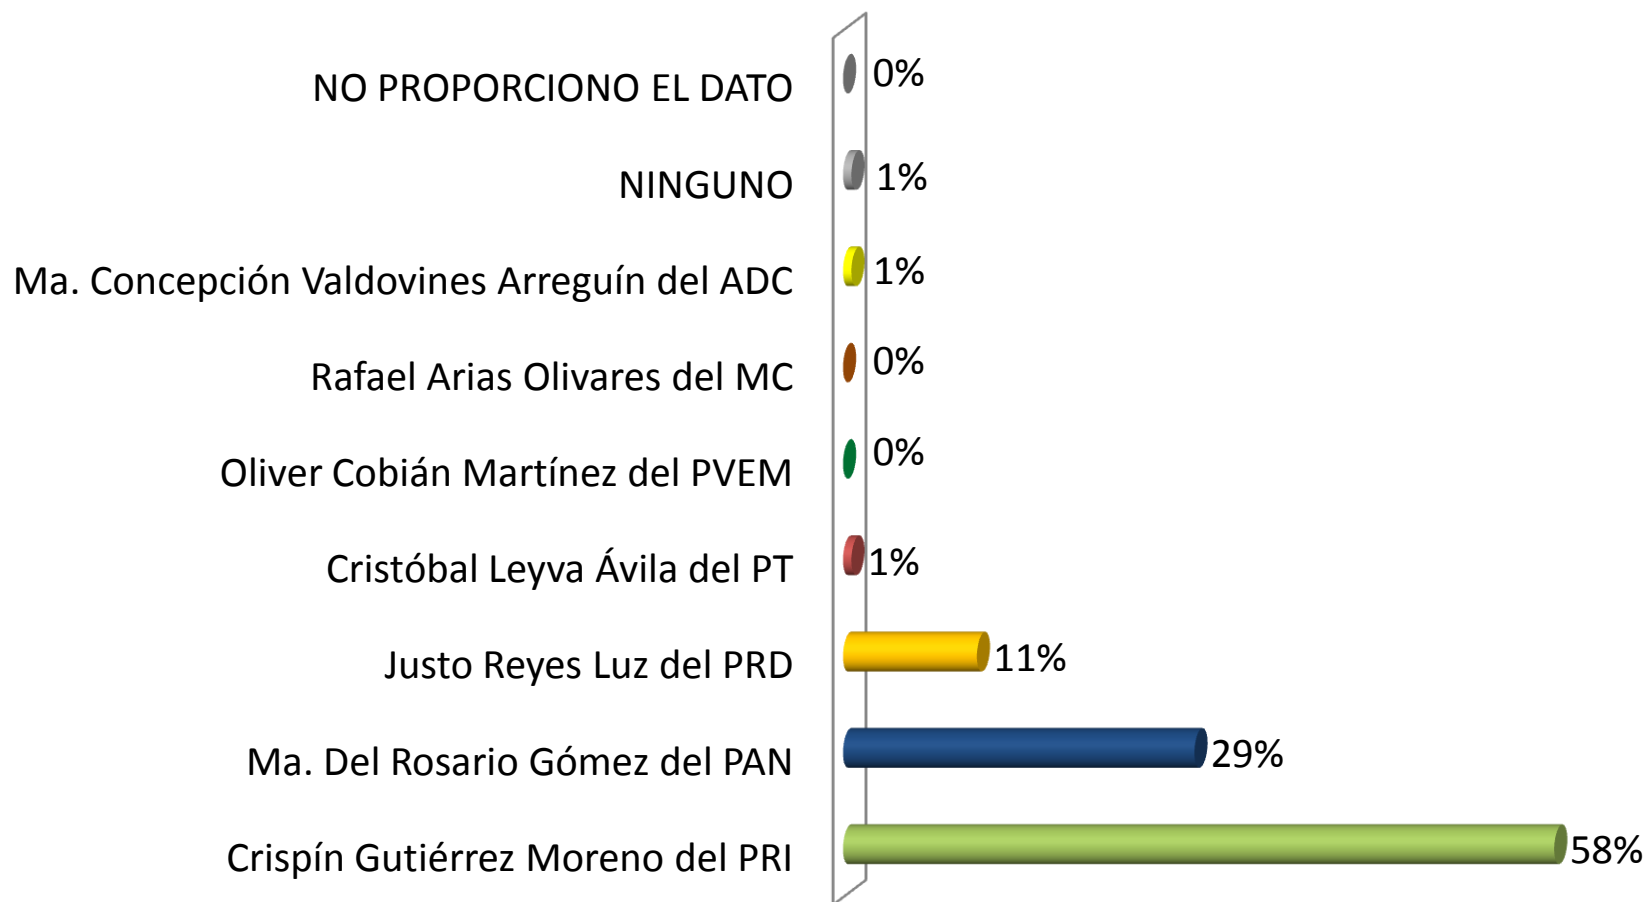 NO PROPORCIONO EL DATO 0%
NINGUNO 1%
Ma. Concepción Valdovines Arreguín del ADC 1%
Rafael Arias Olivares del MC 0%
Oliver Cobián Martínez del PVEM 0%
Cristóbal Leyva Ávila del PT 1%
Justo Reyes Luz del PRD 11%
Ma. Del Rosario Gómez del PAN 29%
Crispín Gutiérrez Moreno del PRI 58%